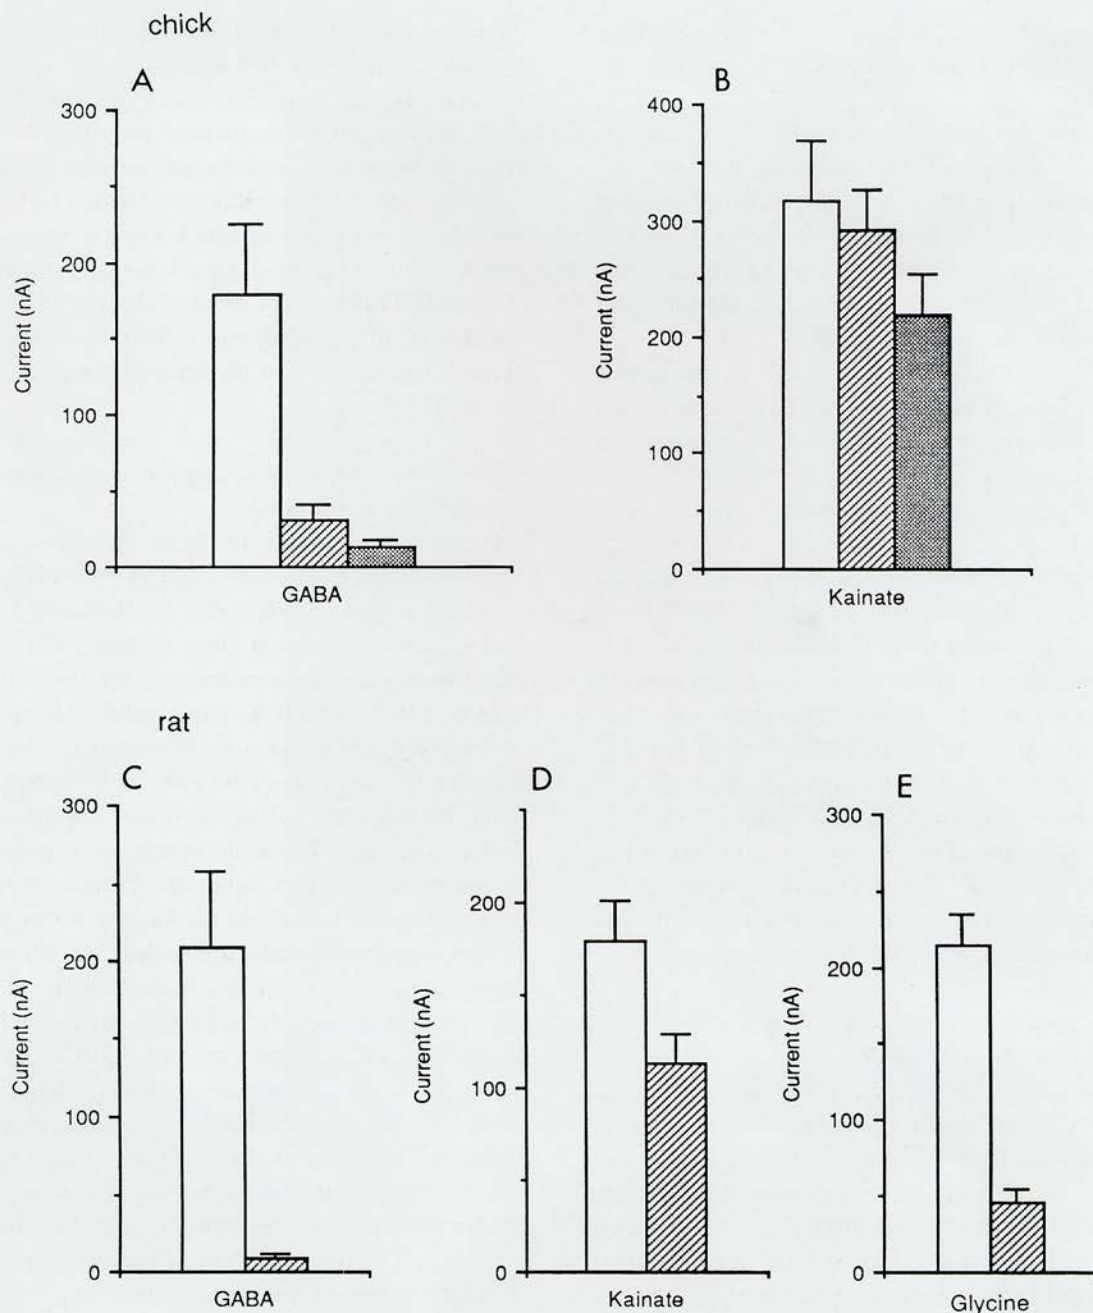 chick
A
300
200
100
0
Current (nA)
GABA
B
400
300
200
100
0
Current (nA)
Kainate
rat
C
300
200
100
0
Current (nA)
GABA
D
200
100
0
Current (nA)
Kainate
E
300
200
100
0
Current (nA)
Glycine